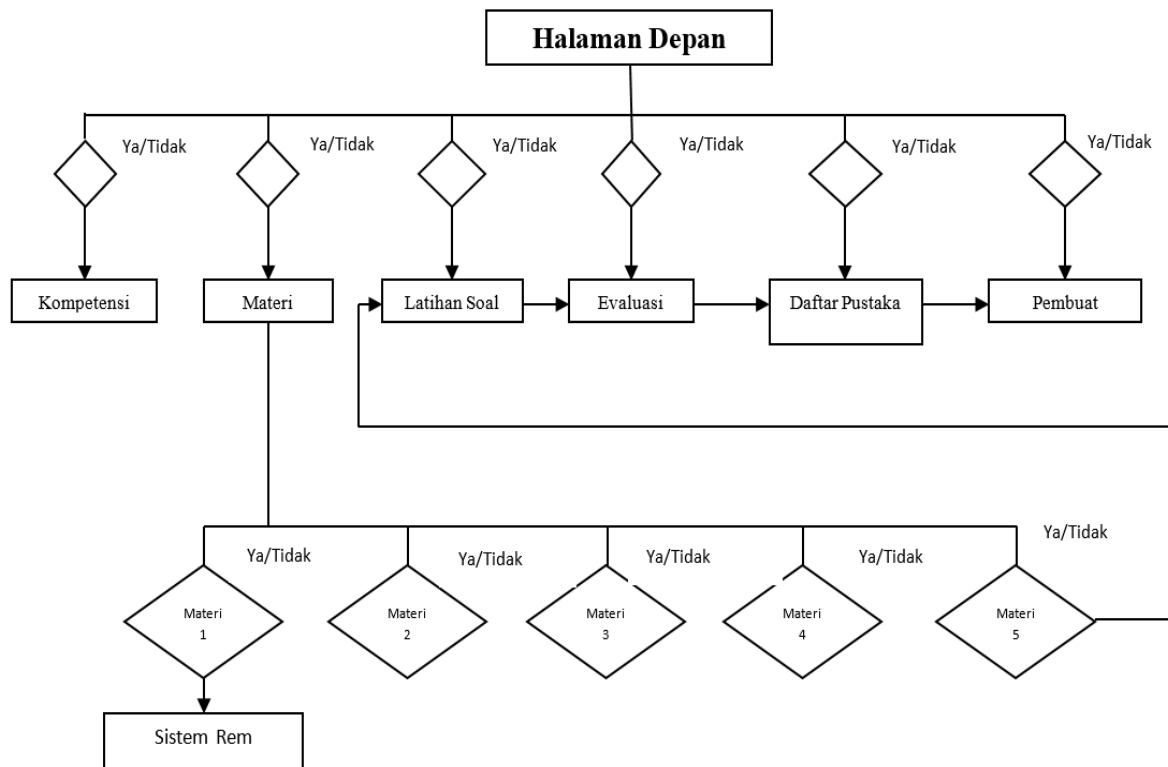 Halaman Depan
Ya/Tidak
Ya/Tidak
Ya/Tidak
Ya/Tidak
Ya/Tidak
Ya/Tidak
Kompetensi
Materi
Latihan Soal
Evaluasi
Daftar Pustaka
Pembuat
Ya/Tidak
Ya/Tidak
Ya/Tidak
Ya/Tidak
Ya/Tidak
Materi
1
Materi
2
Materi
3
Materi
4
Materi
5
Sistem Rem